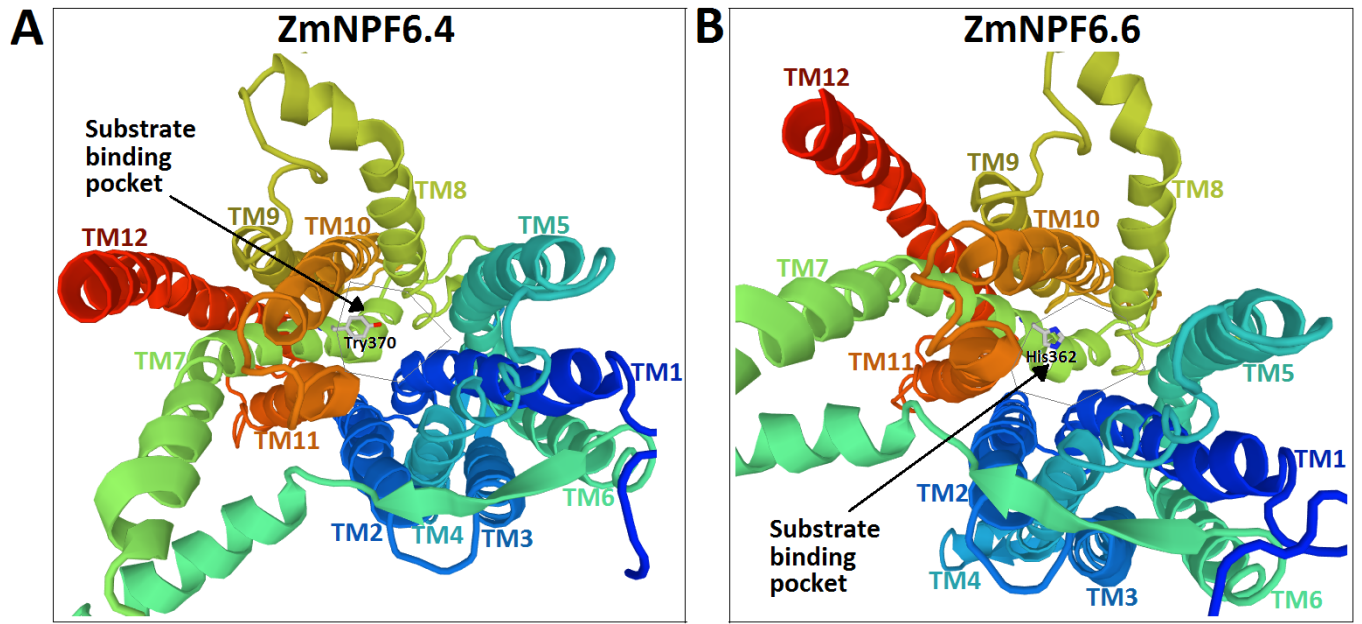 A
ZmNPF6.4
Substrate
binding
pocket
TM8
TM9
TM10
TM5
TM12
Try370
TM7
TM1
TM11
TM6
TM2
TM4
TM3
B
ZmNPF6.6
TM12
TM9
TM8
TM10
TM7
His362
TM11
TM5
TM1
TM2
Substrate
binding
pocket
TM4
TM3
TM6